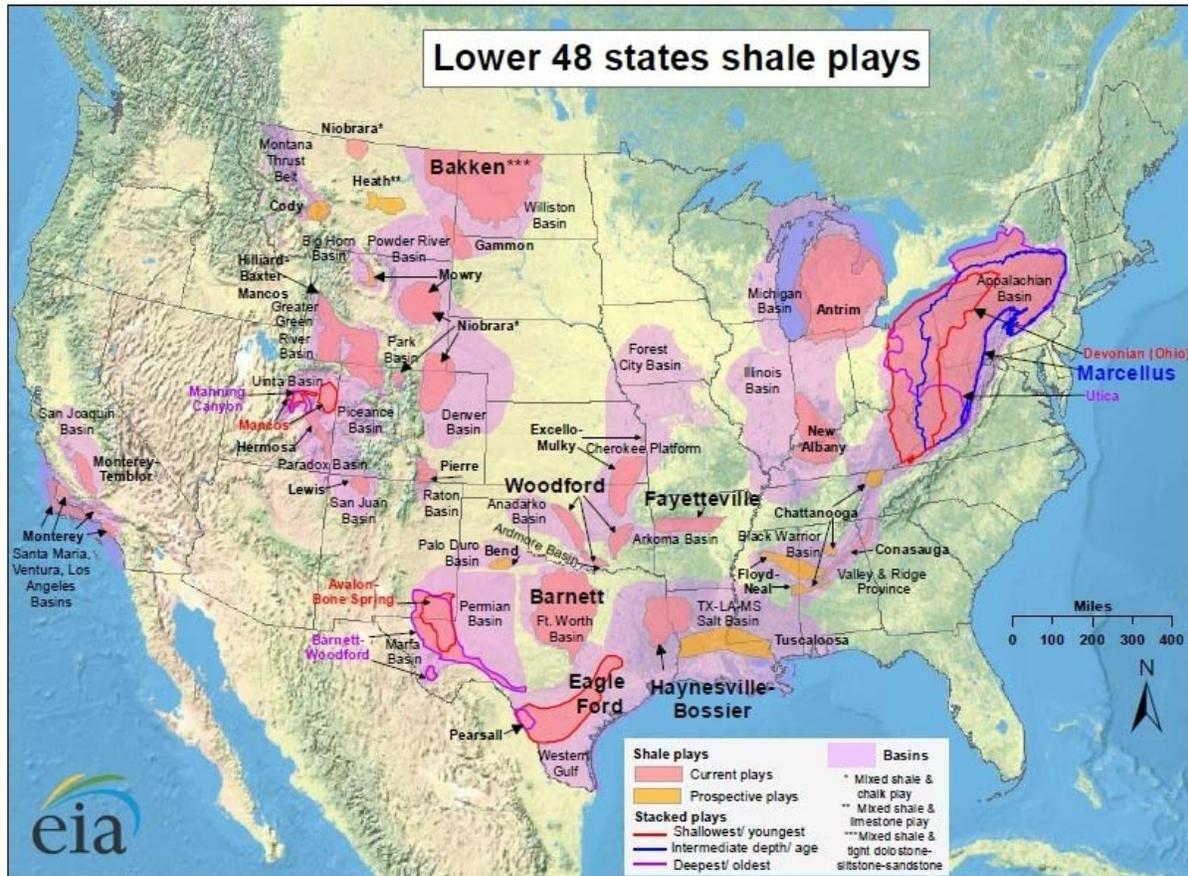 Lower 48 states shale plays
Niobrara*
Montana
Thrust
Belt
Bakken***
Heath**
Cody
Williston
Basin
Big Horn
Basin
Powder River
Basin
Gammon
Hilliard-
Baxter-
Mancos
Mowry
Greater
Green
River
Basin
Niobrara*
Park
Basin
Michigan
Basin
Antrim
Appalachian
Basin
Forest
City Basin
Illinois
Basin
Devonian (Ohio)
Marcellus
Utica
Uinta Basin
Manning
Canyon
Mancos
Piceance
Basin
Denver
Basin
San Joaquin
Basin
Hermosa
Excello-
Mulky
Cherokee Platform
New
Albany
Monterey-
Temblor
Paradox Basin
Lewis
San Juan
Basin
Pierre
Raton
Basin
Woodford
Anadarko
Basin
Fayetteville
Chattanooga
Monterey
Santa Maria,
Ventura, Los
Angeles
Basins
Ardmore Basin
Arkoma Basin
Black Warrior
Basin
Conasauga
Palo Duro
Basin
Bend
Floyd-
Neal
Valley & Ridge
Province
Avalon-
Bone Spring
Permian
Basin
Barnett
Ft. Worth
Basin
TX-LA-MS
Salt Basin
Tuscaloosa
Barnett-
Woodford
Marfa
Basin
Miles
0 100 200 300 400
N
Eagle
Ford
Haynesville-
Bossier
Pearsall
Western
Gulf
Shale plays
Current plays
Prospective plays
Stacked plays
Shallowest/ youngest
Intermediate depth/ age
Deepest/ oldest
Basins
* Mixed shale &
chalk play
** Mixed shale &
limestone play
***Mixed shale &
tight dolostone-
siltstone-sandstone
eia